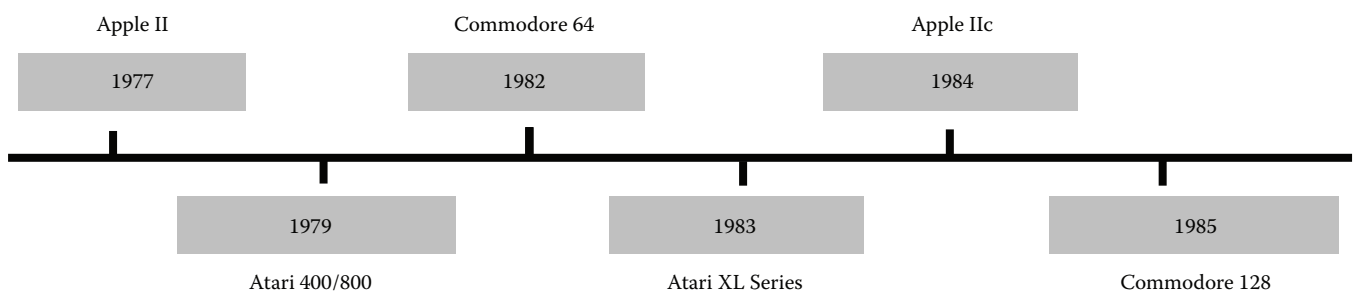 Apple II
Commodore 64
Apple IIc
1977
1982
1984
1979
1983
1985
Atari 400/800
Atari XL Series
Commodore 128